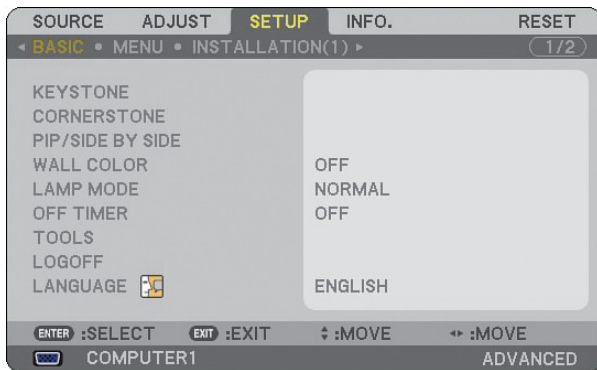 SOURCE ADJUST SETUP INFO. RESET
◂ BASIC • MENU • INSTALLATION(1) ▸ 1/2
KEYSTONE
CORNERSTONE
PIP/SIDE BY SIDE
WALL COLOR OFF
LAMP MODE NORMAL
OFF TIMER OFF
TOOLS
LOGOFF
LANGUAGE ENGLISH
ENTER :SELECT EXIT :EXIT :MOVE :MOVE
COMPUTER1 ADVANCED